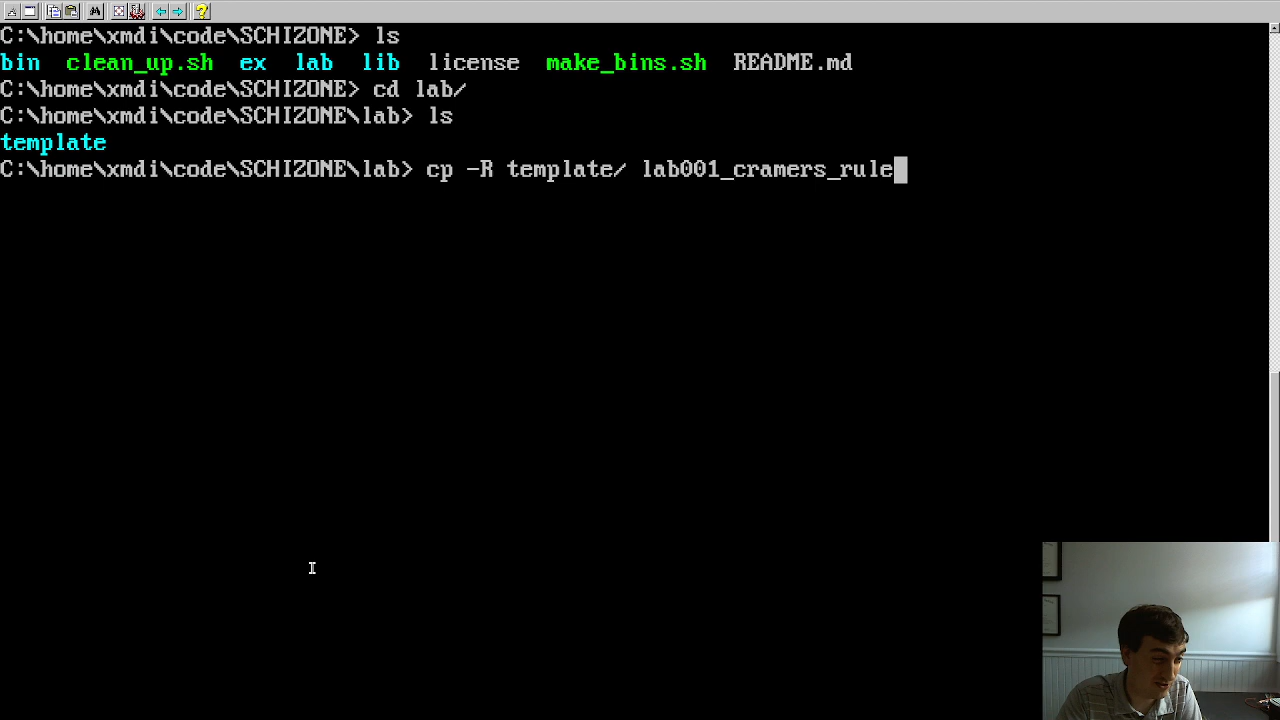 C:\home\xmdi\code\SCHIZONE> ls
bin clean_up.sh ex lab lib license make_bins.sh README.md
C:\home\xmdi\code\SCHIZONE> cd lab/
C:\home\xmdi\code\SCHIZONE\lab> ls
template
C:\home\xmdi\code\SCHIZONE\lab> cp -R template/ lab001_cramers_rule